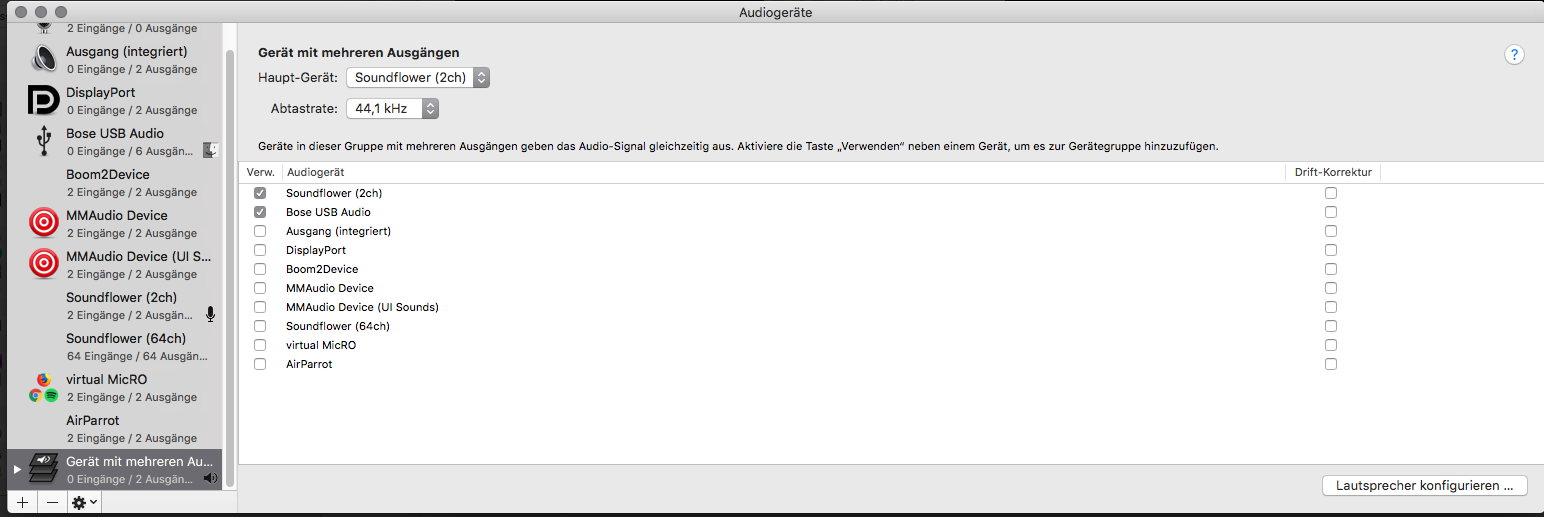 Audiogeräte
2 Eingänge / 0 Ausgänge
Ausgang (integriert)
0 Eingänge / 2 Ausgänge
DisplayPort
0 Eingänge / 2 Ausgänge
Bose USB Audio
0 Eingänge / 6 Ausgän...
Boom2Device
2 Eingänge / 2 Ausgänge
MMAudio Device
2 Eingänge / 2 Ausgänge
MMAudio Device (UI S...
2 Eingänge / 2 Ausgänge
Soundflower (2ch)
2 Eingänge / 2 Ausgän...
Soundflower (64ch)
64 Eingänge / 64 Ausgän...
virtual MicRO
2 Eingänge / 2 Ausgänge
AirParrot
2 Eingänge / 2 Ausgänge
Gerät mit mehreren Au...
0 Eingänge / 2 Ausgän...
Gerät mit mehreren Ausgängen
?
Haupt-Gerät: Soundflower (2ch)
Abtastrate: 44,1 kHz
Geräte in dieser Gruppe mit mehreren Ausgängen geben das Audio-Signal gleichzeitig aus. Aktiviere die Taste „Verwenden“ neben einem Gerät, um es zur Gerätegruppe hinzuzufügen.
Verw. Audiogerät Drift-Korrektur
Soundflower (2ch)
Bose USB Audio
Ausgang (integriert)
DisplayPort
Boom2Device
MMAudio Device
MMAudio Device (UI Sounds)
Soundflower (64ch)
virtual MicRO
AirParrot
Lautsprecher konfigurieren ...